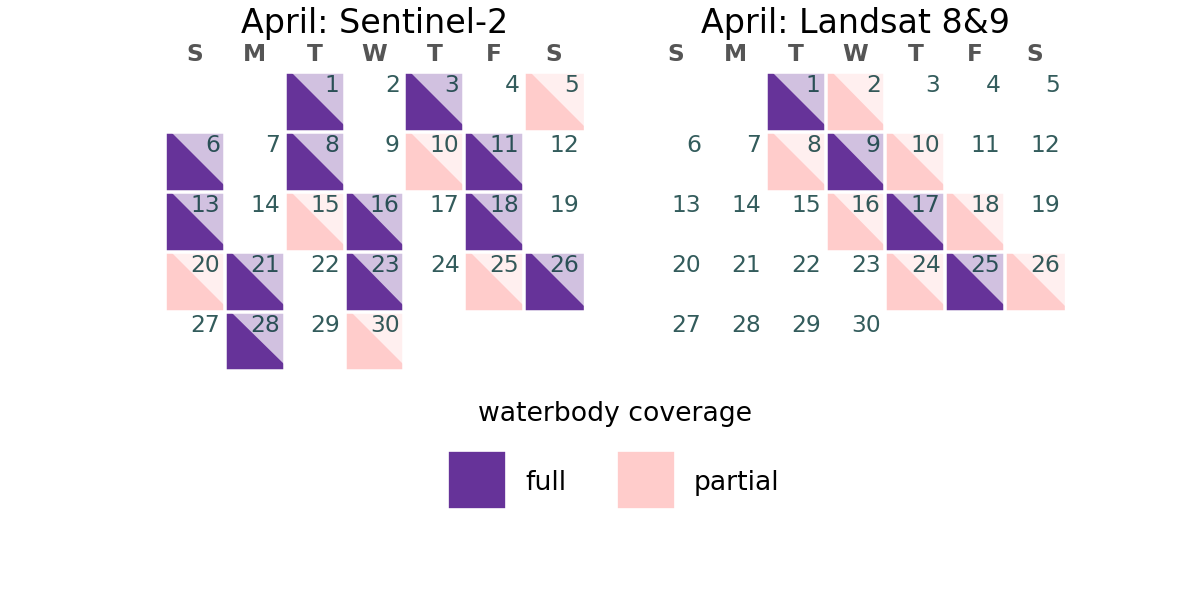 April: Sentinel-2
S M T W T F S
1 2 3 4 5
6 7 8 9 10 11 12
13 14 15 16 17 18 19
20 21 22 23 24 25 26
27 28 29 30
April: Landsat 8&9
S M T W T F S
1 2 3 4 5
6 7 8 9 10 11 12
13 14 15 16 17 18 19
20 21 22 23 24 25 26
27 28 29 30
waterbody coverage
full partial